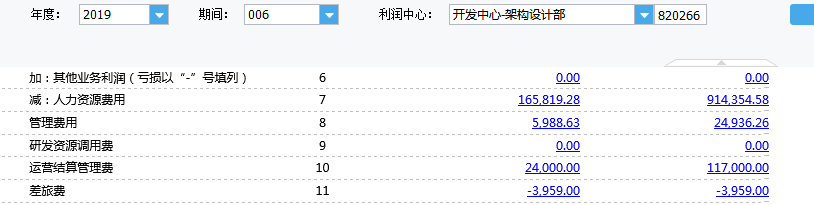 年度： 2019 期间： 006 利润中心： 开发中心-架构设计部 820266
加：其他业务利润（亏损以“-”号填列） 6 0.00 0.00
减：人力资源费用 7 165,819.28 914,354.58
管理费用 8 5,988.63 24,936.26
研发资源调用费 9 0.00 0.00
运营结算管理费 10 24,000.00 117,000.00
差旅费 11 -3,959.00 -3,959.00